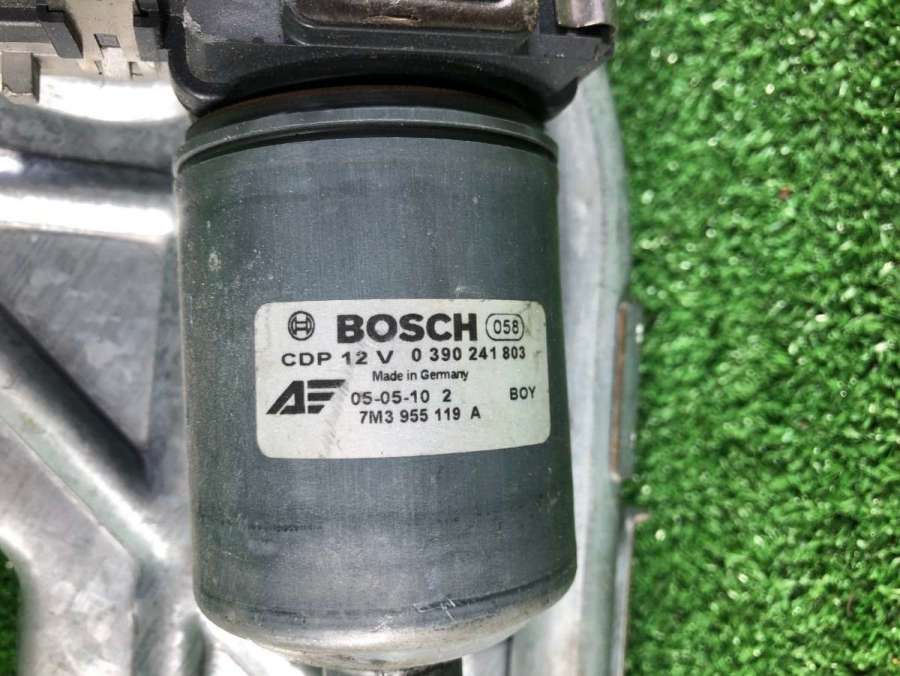 BOSCH 058
CDP 12 V 0 390 241 803
Made in Germany
05-05-10 2 BOY
7M3 955 119 A